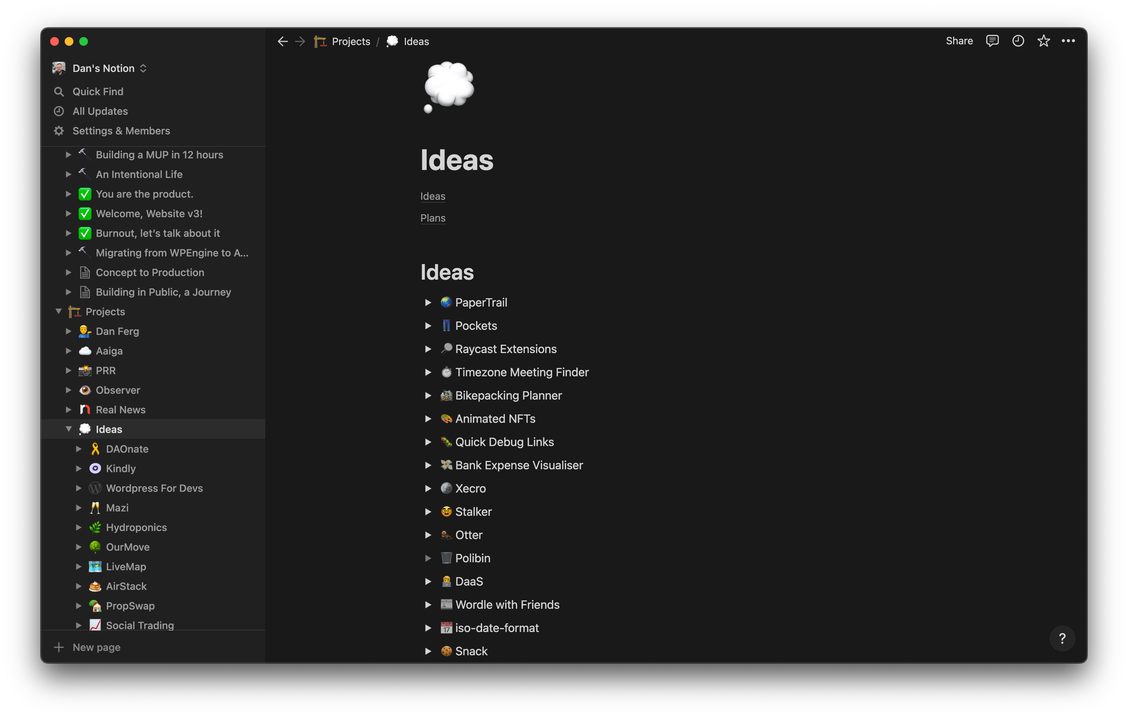 Dan's Notion
Quick Find
All Updates
Settings & Members
Building a MUP in 12 hours
An Intentional Life
You are the product.
Welcome, Website v3!
Burnout, let's talk about it
Migrating from WPEngine to A...
Concept to Production
Building in Public, a Journey
Projects
Dan Ferg
Aaiga
PRR
Observer
Real News
Ideas
DAOnate
Kindly
Wordpress For Devs
Mazi
Hydroponics
OurMove
LiveMap
AirStack
PropSwap
Social Trading
New page
Projects / Ideas
Share
Ideas
Ideas
Plans
Ideas
PaperTrail
Pockets
Raycast Extensions
Timezone Meeting Finder
Bikepacking Planner
Animated NFTs
Quick Debug Links
Bank Expense Visualiser
Xecro
Stalker
Otter
Polibin
DaaS
Wordle with Friends
iso-date-format
Snack
?